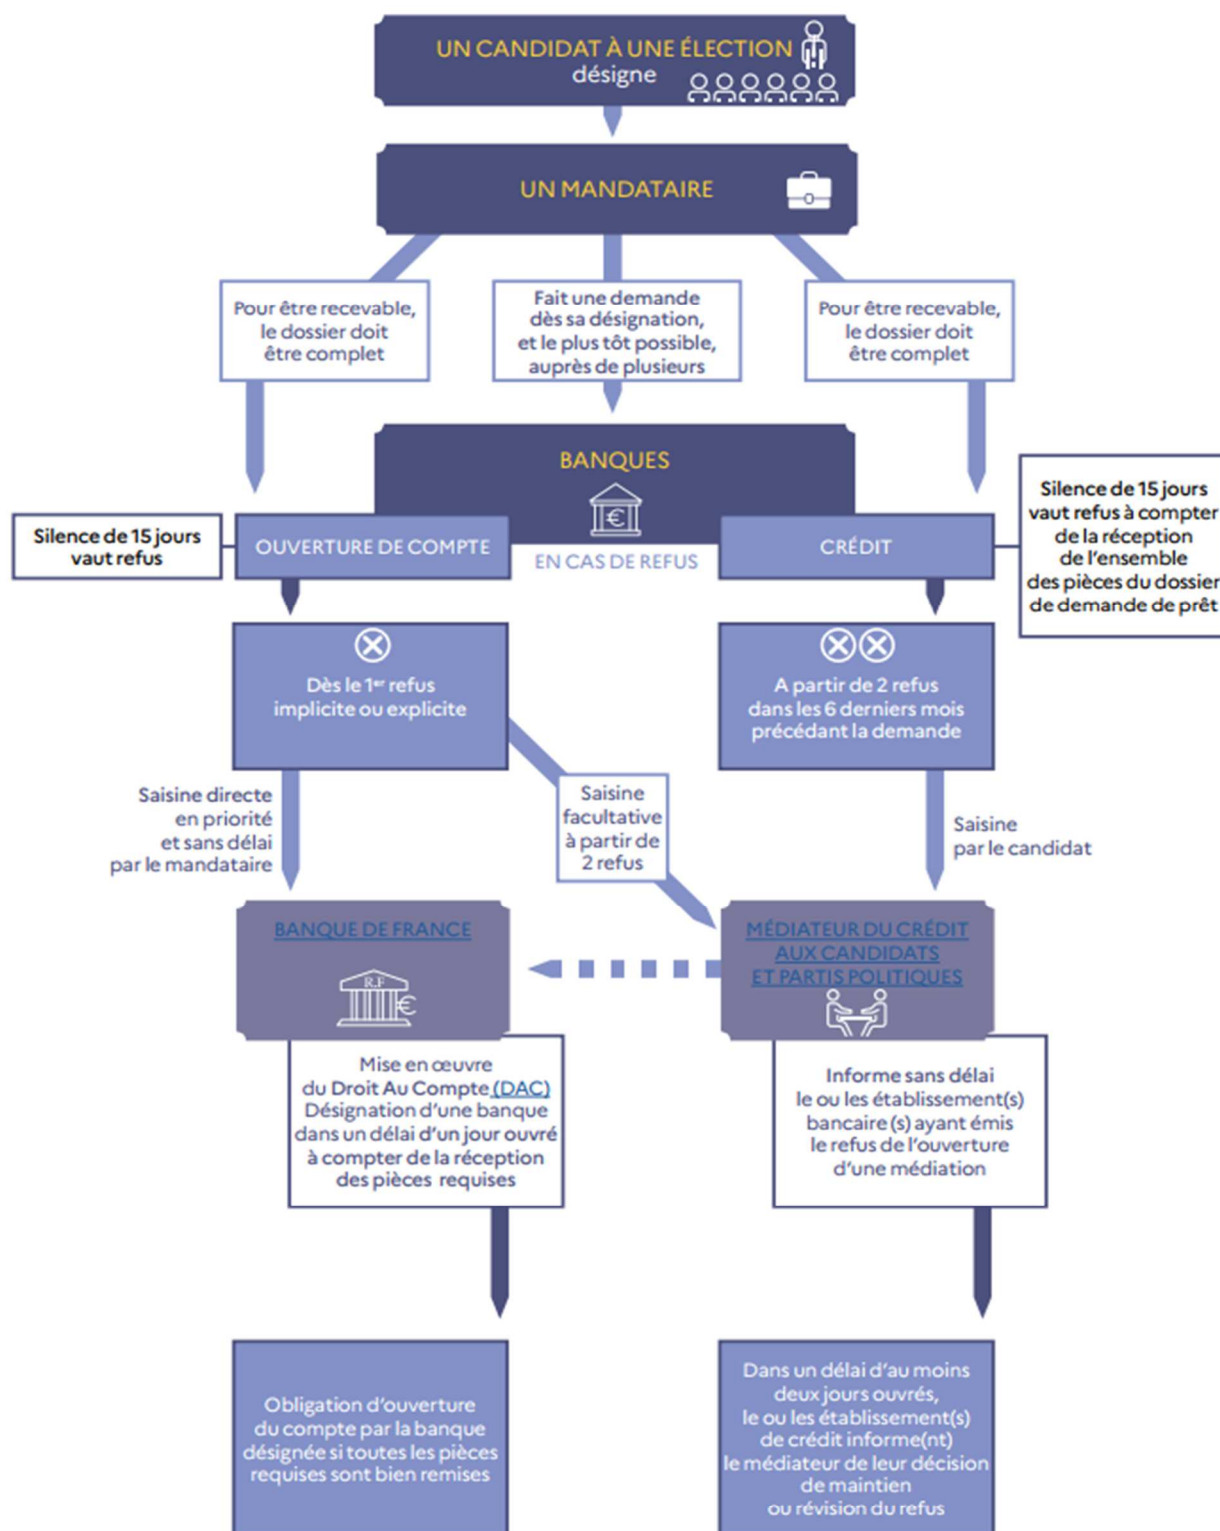 UN CANDIDAT À UNE ÉLECTION
désigne
UN MANDATAIRE
Pour être recevable,
le dossier doit
être complet
Fait une demande
dès sa désignation,
et le plus tôt possible,
auprès de plusieurs
Pour être recevable,
le dossier doit
être complet
BANQUES
€
Silence de 15 jours
vaut refus
OUVERTURE DE COMPTE
EN CAS DE REFUS
CRÉDIT
Silence de 15 jours
vaut refus à compter
de la réception
de l'ensemble
des pièces du dossier
de demande de prêt
Dès le 1er refus
implicite ou explicite
A partir de 2 refus
dans les 6 derniers mois
précédant la demande
Saisine directe
en priorité
et sans délai
par le mandataire
Saisine
facultative
à partir de
2 refus
Saisine
par le candidat
BANQUE DE FRANCE
R.F
€
MÉDIATEUR DU CRÉDIT
AUX CANDIDATS
ET PARTIS POLITIQUES
Mise en œuvre
du Droit Au Compte (DAC)
Désignation d'une banque
dans un délai d'un jour ouvré
à compter de la réception
des pièces requises
Informe sans délai
le ou les établissement(s)
bancaire (s) ayant émis
le refus de l'ouverture
d'une médiation
Obligation d'ouverture
du compte par la banque
désignée si toutes les pièces
requises sont bien remises
Dans un délai d'au moins
deux jours ouvrés,
le ou les établissement(s)
de crédit informe(nt)
le médiateur de leur décision
de maintien
ou révision du refus